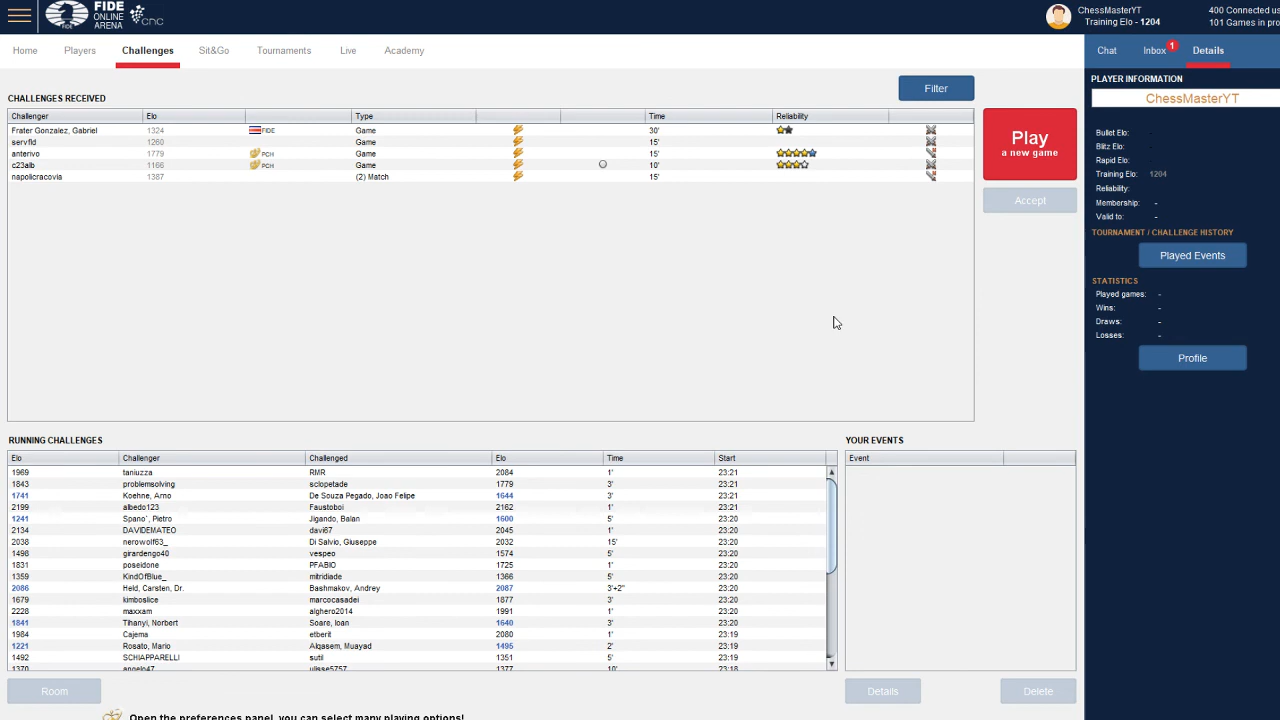 FIDE
ONLINE
ARENA
cnc
ChessMasterYT
Training Elo - 1204
400 Connected us
101 Games in pro
Home Players Challenges Sit&Go Tournaments Live Academy
Chat Inbox 1 Details
CHALLENGES RECEIVED
Filter
Challenger Elo Type Time Reliability
Frater Gonzalez, Gabriel 1324 FIDE Game 30'
servfld 1260 Game 15'
anterivo 1779 PCH Game 15'
c23alb 1166 PCH Game 10'
napolicracovia 1387 (2) Match 15'
Play
a new game
Accept
PLAYER INFORMATION
ChessMasterYT
Bullet Elo: -
Blitz Elo: -
Rapid Elo: -
Training Elo: 1204
Reliability:
Membership: -
Valid to: -
TOURNAMENT / CHALLENGE HISTORY
Played Events
STATISTICS
Played games: -
Wins: -
Draws: -
Losses: -
Profile
RUNNING CHALLENGES
Elo Challenger Challenged Elo Time Start
1969 taniuzza RMR 2084 1' 23:21
1843 problemsolving sclopetade 1779 3' 23:21
1741 Koehne, Arno De Souza Pegado, Joao Felipe 1644 3' 23:21
2199 albedo123 Faustoboi 2162 1' 23:21
1241 Spano', Pietro Jigando, Balan 1600 5' 23:20
2134 DAVIDEMATEO davi67 2045 1' 23:20
2038 nerowolf63_ Di Salvio, Giuseppe 2032 15' 23:20
1498 girardengo40 vespeo 1574 5' 23:20
1831 poseidone PFABIO 1725 1' 23:20
1359 KindOfBlue_ mitridiade 1366 5' 23:20
2086 Held, Carsten, Dr. Bashmakov, Andrey 2087 3'+2" 23:20
1679 kimboslice marcocasadei 1877 3' 23:20
2228 maxxam alghero2014 1991 1' 23:20
1841 Tihanyi, Norbert Soare, Ioan 1640 3' 23:20
1984 Cajema etberit 2080 1' 23:19
1221 Rosato, Mario Alqasem, Muayad 1495 2' 23:19
1492 SCHIAPPARELLI sutil 1351 5' 23:19
1370 angelo47 ulisse5757 1377 10' 23:18
YOUR EVENTS
Event
Room
Details
Delete
Open the preferences panel, you can select many playing options!